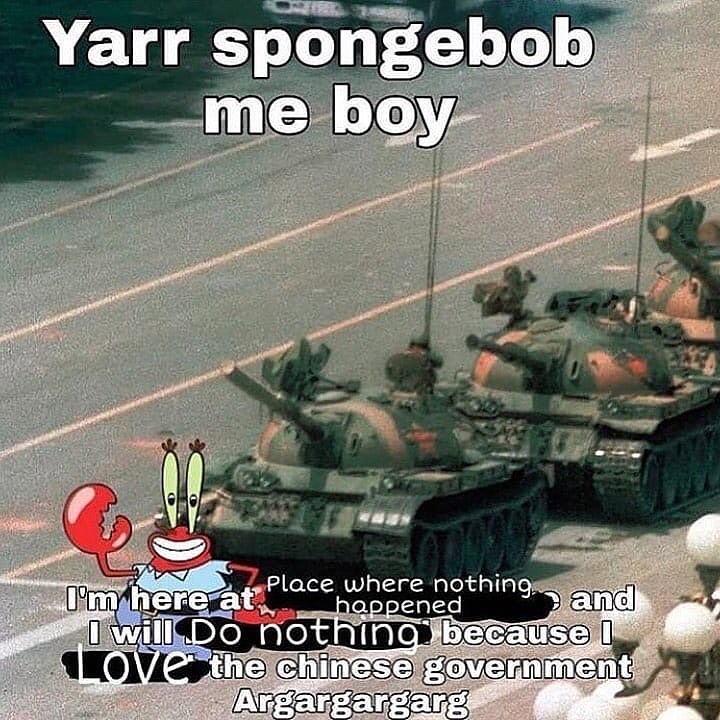 Yarr spongebob
me boy
I'm here at Place where nothing happened and
I will Do nothing because I
Love the chinese government
Argargargarg